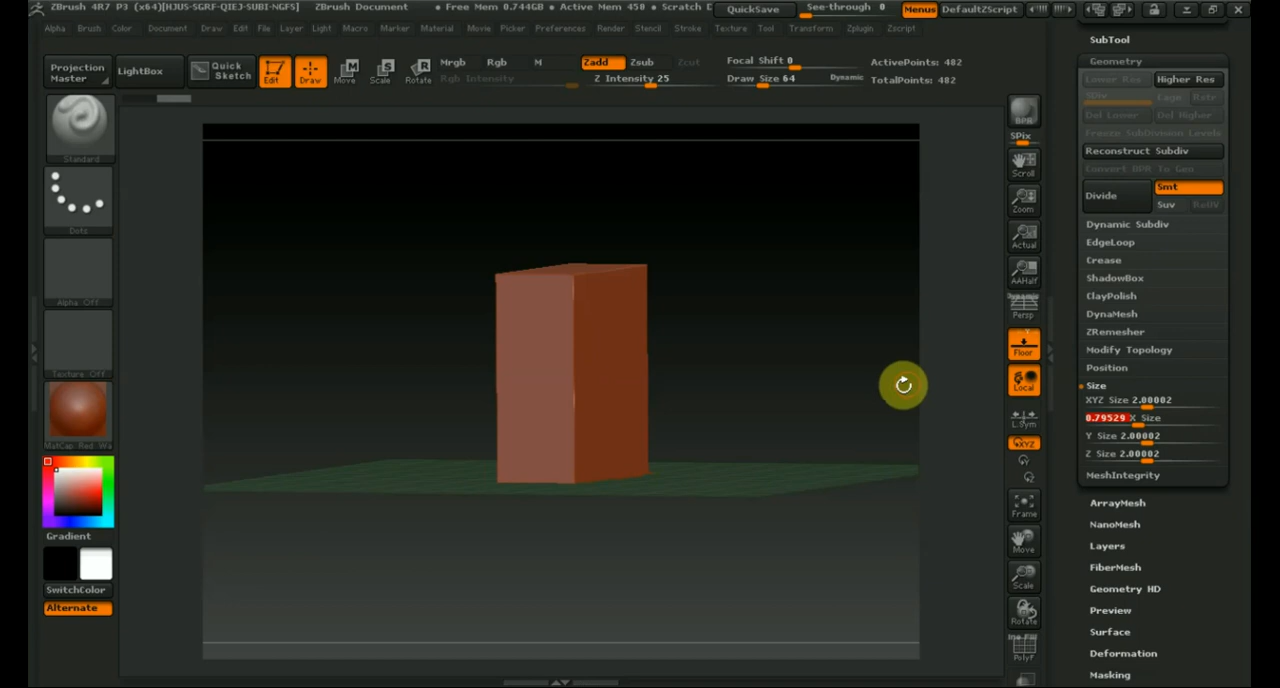 ZBrush 4R7 P3 (x64)[HJUS-SGRF-QIEJ-SUBI-NGFS] ZBrush Document • Free Mem 0.744GB • Active Mem 450 • Scratch D QuickSave See-through 0 Menus DefaultZScript
Alpha Brush Color Document Draw Edit File Layer Light Macro Marker Material Movie Picker Preferences Render Stencil Stroke Texture Tool Transform Zplugin Zscript
Projection Master
LightBox
Quick Sketch
Edit
Draw
Move
Scale
Rotate
Mrgb Rgb M
Rgb Intensity
Zadd Zsub Zcut
Z Intensity 25
Focal Shift 0
Draw Size 64 Dynamic
ActivePoints: 482
TotalPoints: 482
Standard
Dots
Alpha Off
Texture Off
MatCap Red Wa
Gradient
SwitchColor
Alternate
BPR
SPix
Scroll
Zoom
Actual
AAHalf
Dynamic
Persp
Floor
Local
L.Sym
XYZ
Frame
Move
Scale
Rotate
Line Fill
PolyF
SubTool
Geometry
Lower Res Higher Res
SDiv Cage Rstr
Del Lower Del Higher
Freeze SubDivision Levels
Reconstruct Subdiv
Convert BPR To Geo
Divide Smt
Suv ReUV
Dynamic Subdiv
EdgeLoop
Crease
ShadowBox
ClayPolish
DynaMesh
ZRemesher
Modify Topology
Position
Size
XYZ Size 2.00002
0.79529 X Size
Y Size 2.00002
Z Size 2.00002
MeshIntegrity
ArrayMesh
NanoMesh
Layers
FiberMesh
Geometry HD
Preview
Surface
Deformation
Masking